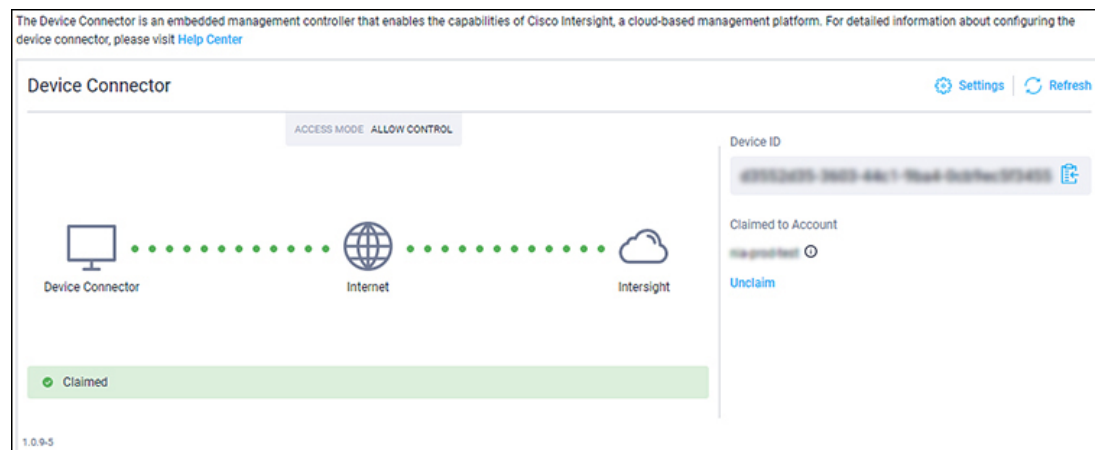 The Device Connector is an embedded management controller that enables the capabilities of Cisco Intersight, a cloud-based management platform. For detailed information about configuring the
device connector, please visit Help Center
Device Connector
Settings
Refresh
ACCESS MODE ALLOW CONTROL
Device ID
Claimed to Account
Unclaim
Device Connector
Internet
Intersight
Claimed
1.0.9-5